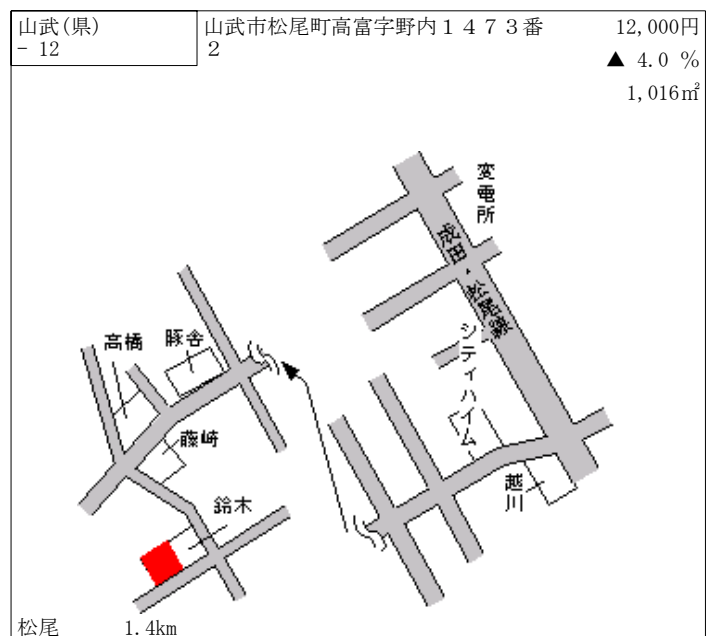 山武(県)
- 12
山武市松尾町高富字野内１４７３番
２
12,000円
▲ 4.0 %
1,016㎡
変電所
成田・松尾線
シティハイム
越川
高橋
豚舎
藤崎
鈴木
松尾 1.4km